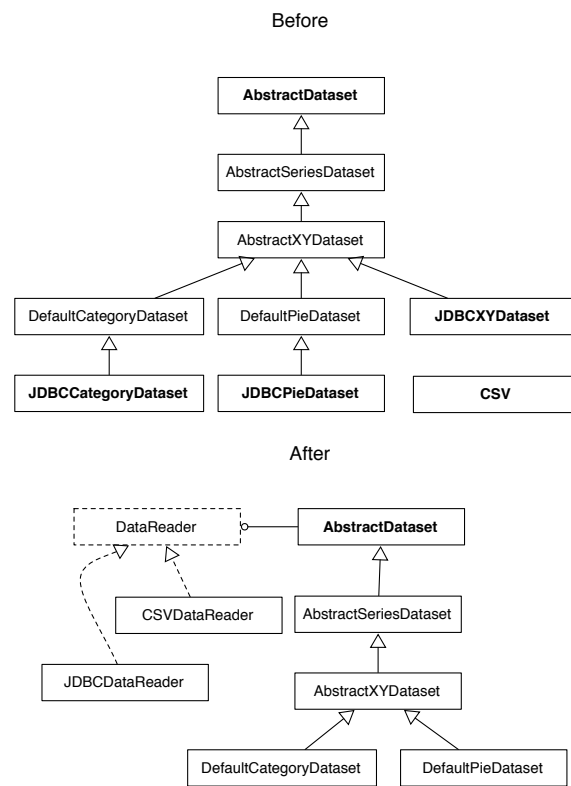 Before
AbstractDataset
AbstractSeriesDataset
AbstractXYDataset
DefaultCategoryDataset
DefaultPieDataset
JDBCXYDataset
JDBCCategoryDataset
JDBCPieDataset
CSV
After
DataReader
AbstractDataset
CSVDataReader
AbstractSeriesDataset
JDBCDataReader
AbstractXYDataset
DefaultCategoryDataset
DefaultPieDataset